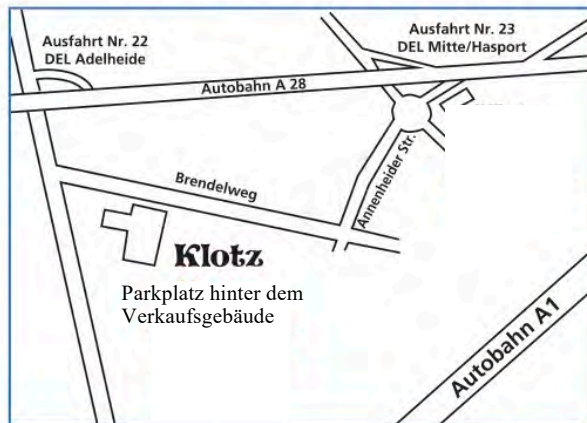 Ausfahrt Nr. 22
DEL Adelheide
Ausfahrt Nr. 23
DEL Mitte/Hasport
Autobahn A 28
Annenheider Str.
Brendelweg
Klotz
Parkplatz hinter dem
Verkaufsgebäude
Autobahn A1